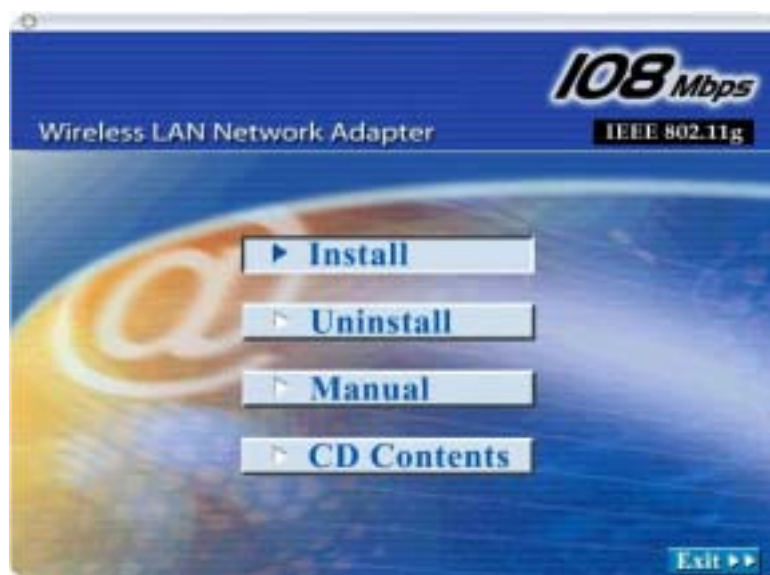 108 Mbps
Wireless LAN Network Adapter
IEEE 802.11g
Install
Uninstall
Manual
CD Contents
Exit